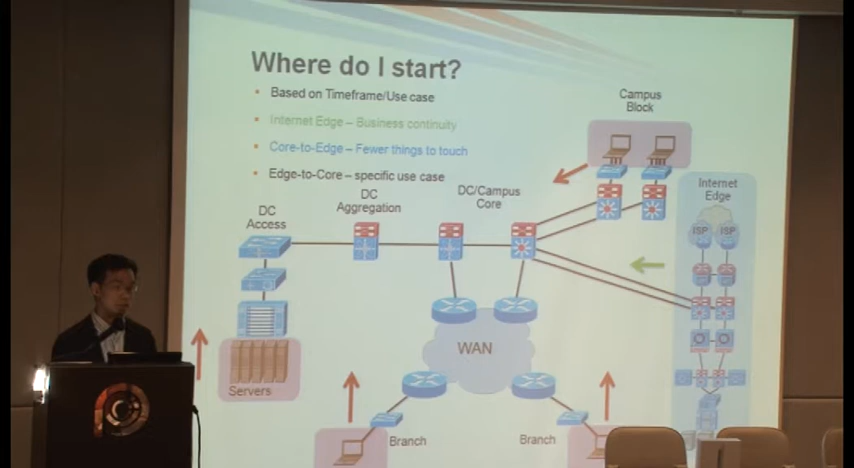 Where do I start?
Based on Timeframe/Use case
Internet Edge – Business continuity
Core-to-Edge – Fewer things to touch
Edge-to-Core – specific use case
Campus
Block
Internet
Edge
ISP ISP
DC/Campus
Core
DC
Aggregation
DC
Access
WAN
Servers
Branch
Branch